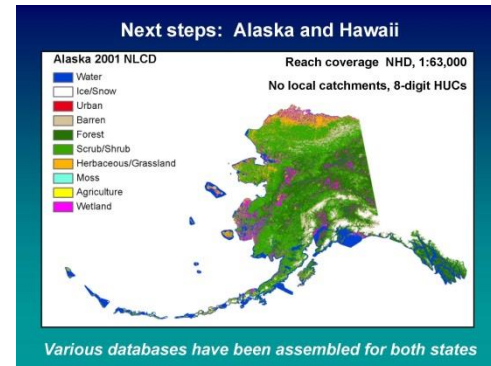 Next steps:  Alaska and Hawaii
Alaska 2001 NLCD
Reach coverage  NHD, 1:63,000
No local catchments, 8-digit HUCs
Water
Ice/Snow
Urban
Barren
Forest
Scrub/Shrub
Herbaceous/Grassland
Moss
Agriculture
Wetland
Various databases have been assembled for both states